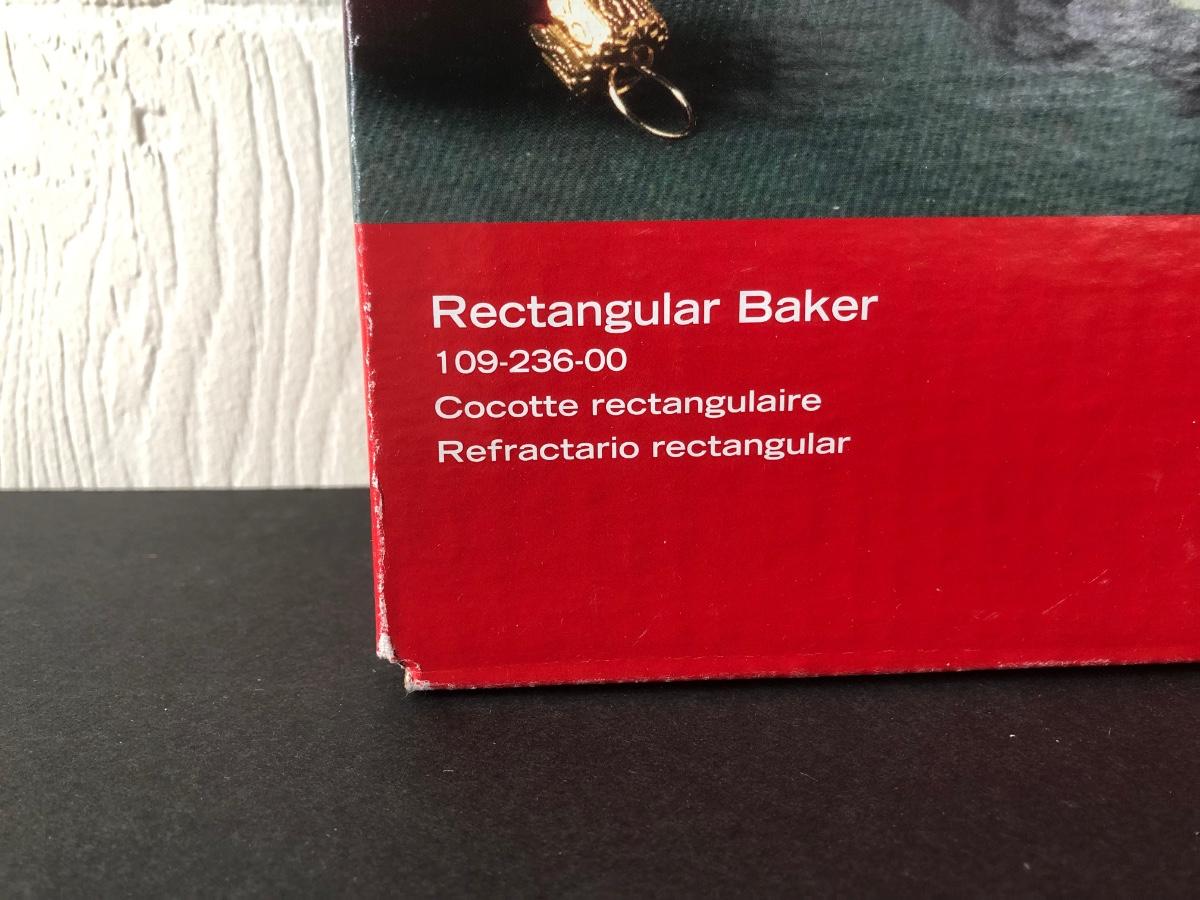 Rectangular Baker
109-236-00
Cocotte rectangulaire
Refractario rectangular